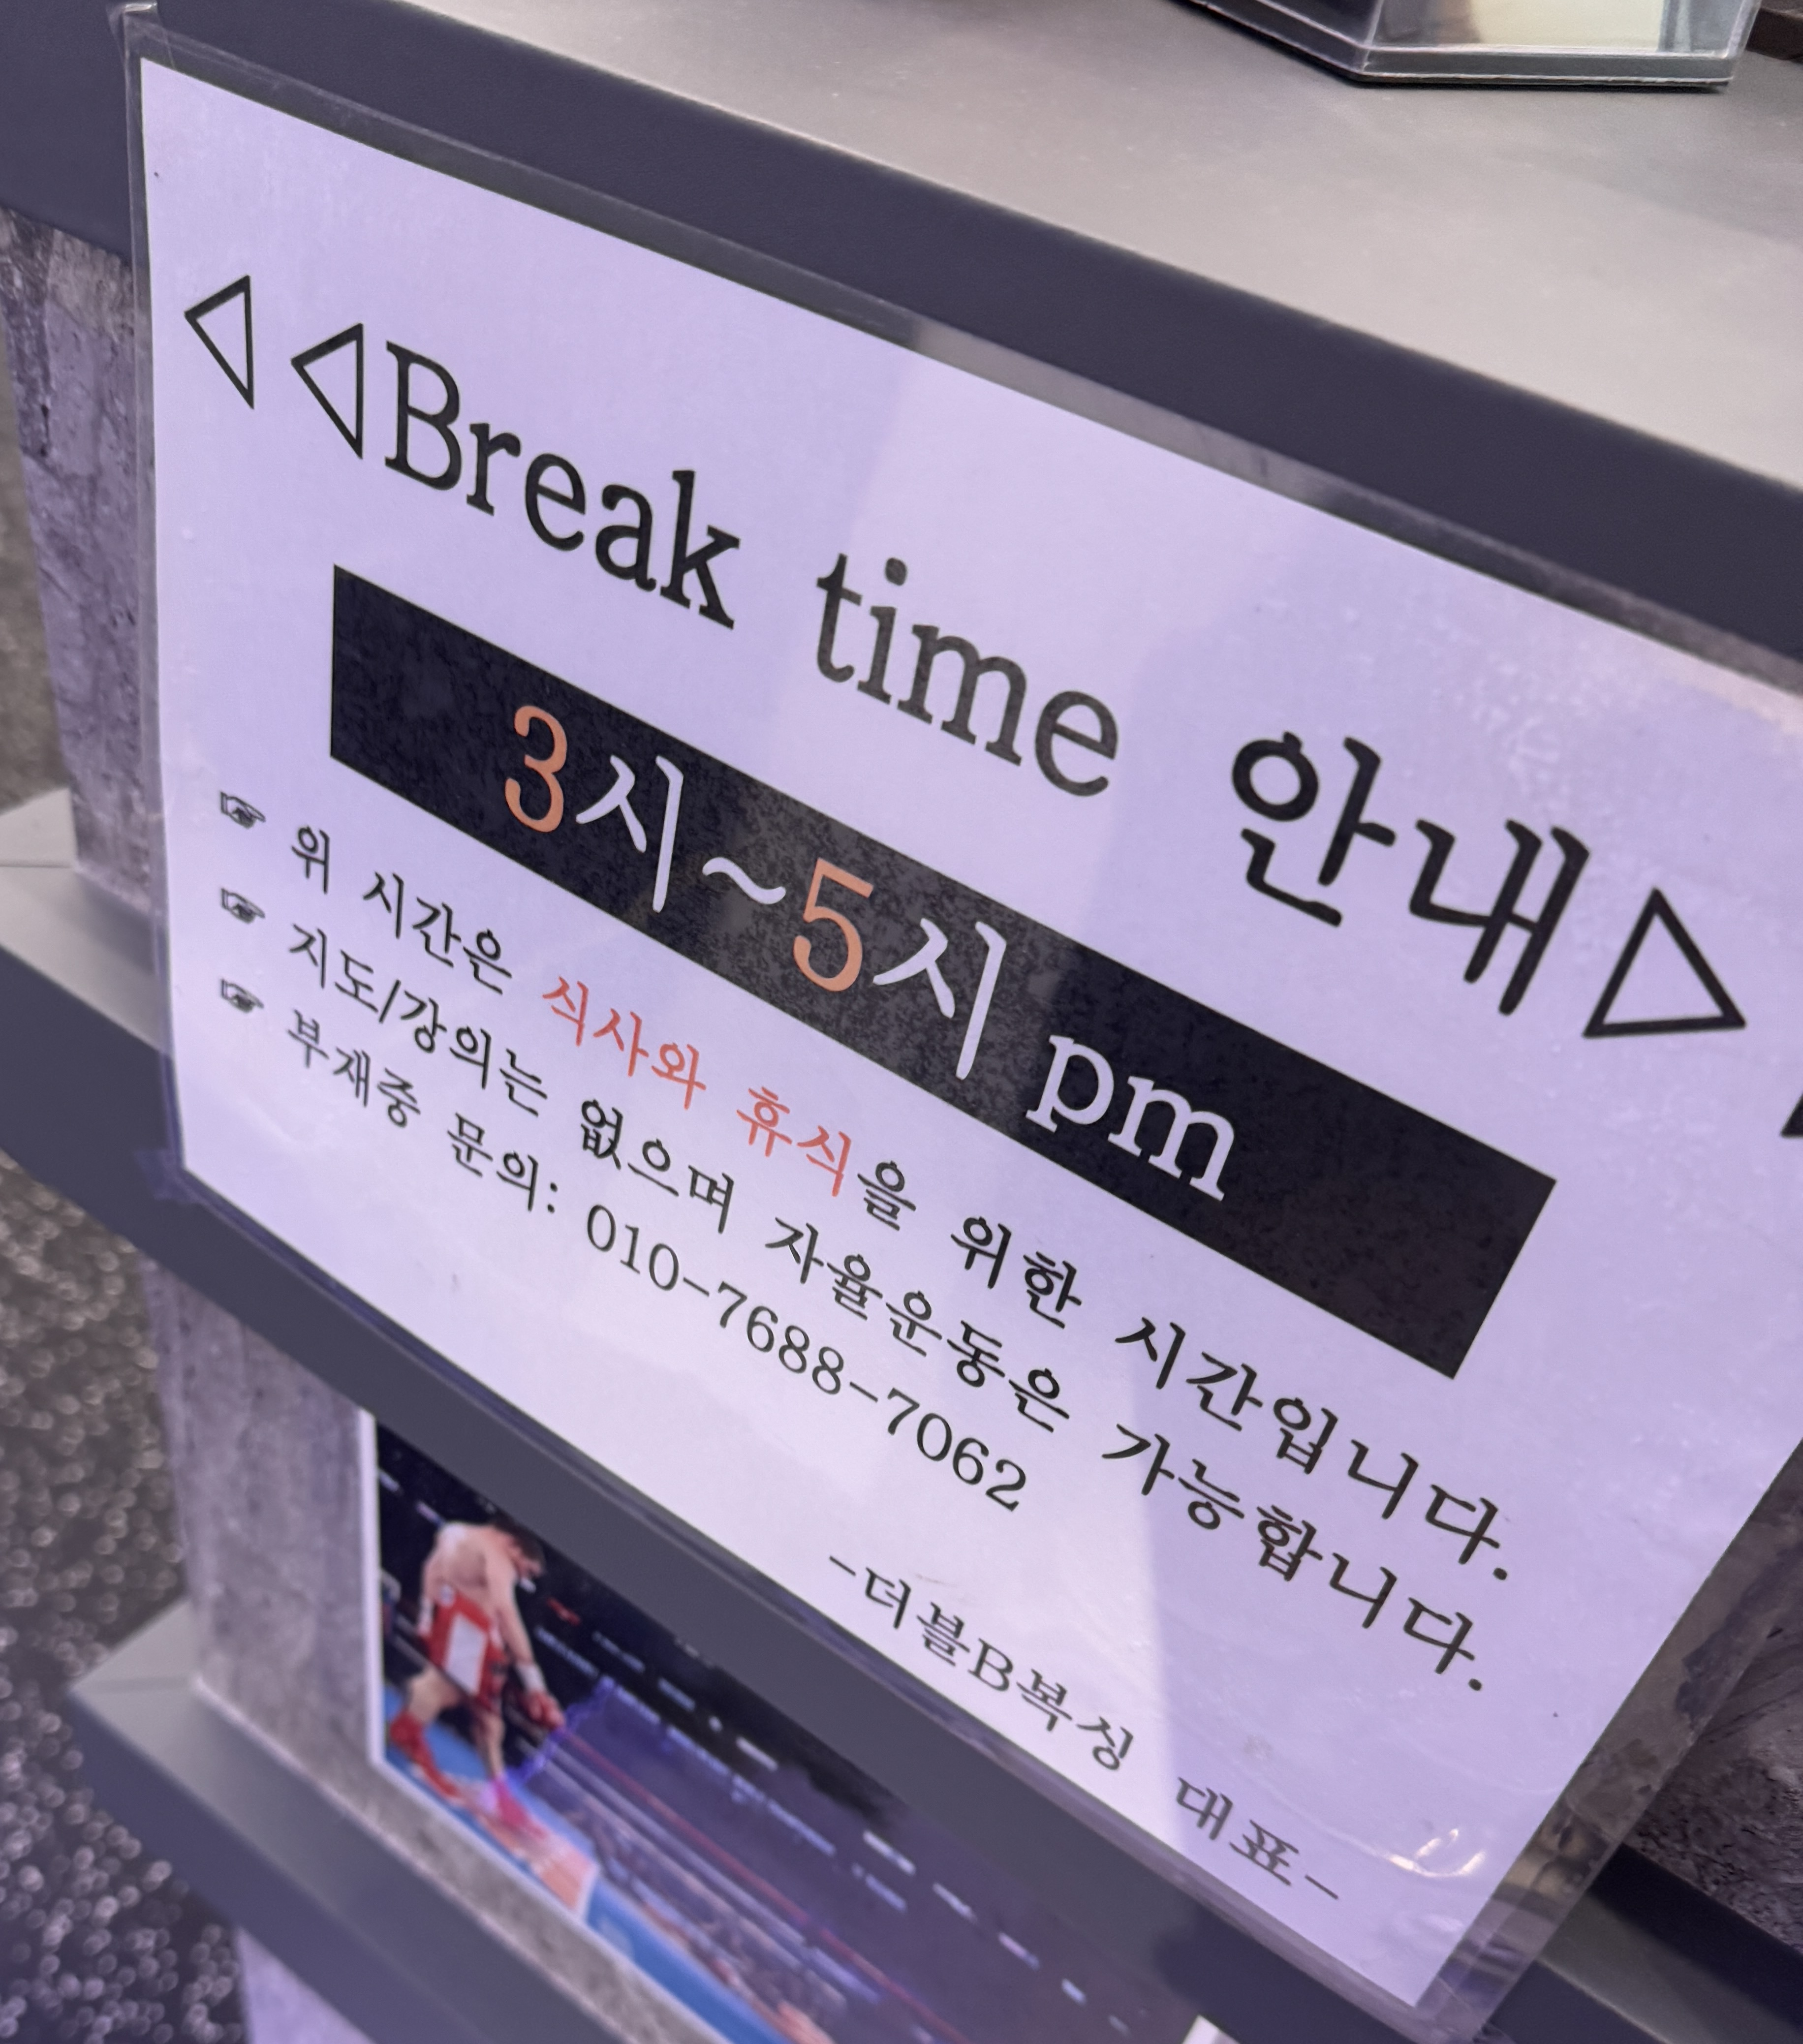 ◁◁Break time 안내▷
3시~5시 pm
☞ 위 시간은 식사와 휴식을 위한 시간입니다.
☞ 지도/강의는 없으며 자율운동은 가능합니다.
☞ 부재중 문의: 010-7688-7062
-더블B복싱 대표-